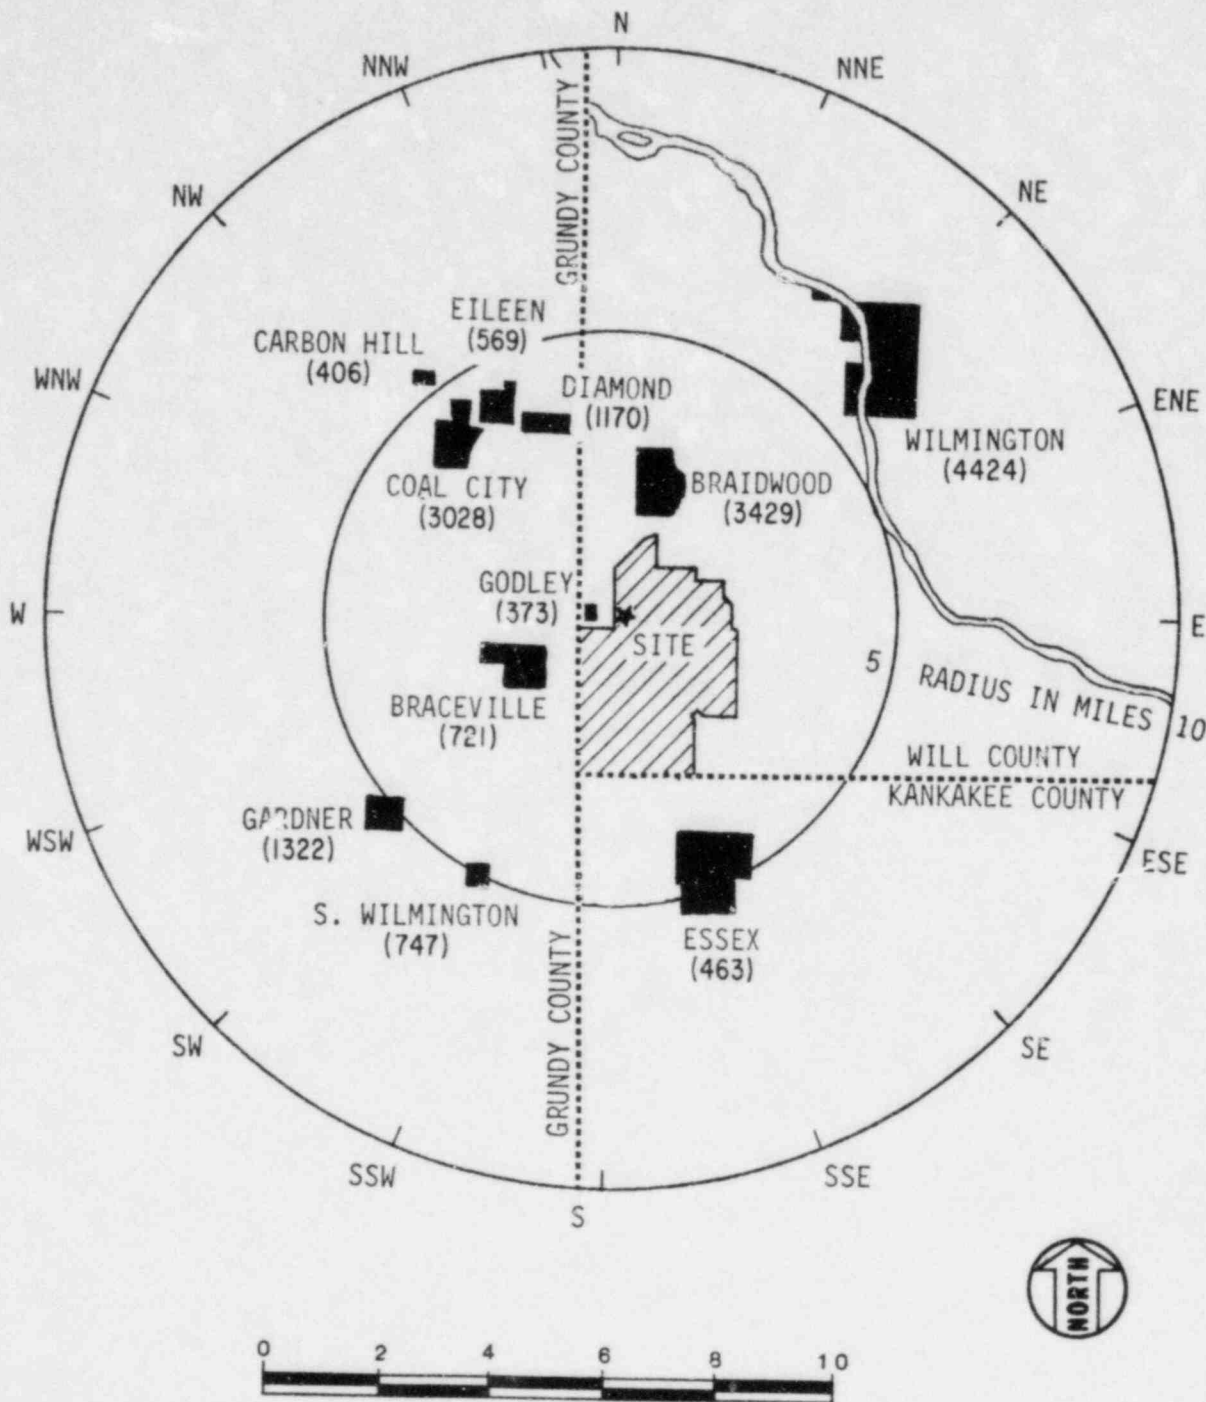 N
NNW
NNE
GRUNDY COUNTY
NW
NE
EILEEN
(569)
CARBON HILL
(406)
WNW
DIAMOND
(1170)
ENE
WILMINGTON
(4424)
COAL CITY
(3028)
BRAIDWOOD
(3429)
GODLEY
(373)
W
E
SITE
5
RADIUS IN MILES
10
BRACEVILLE
(721)
WILL COUNTY
KANKAKEE COUNTY
GARDNER
(1322)
WSW
ESE
S. WILMINGTON
(747)
ESSEX
(463)
GRUNDY COUNTY
SW
SE
SSW
SSE
S
NORTH
0 2 4 6 8 10